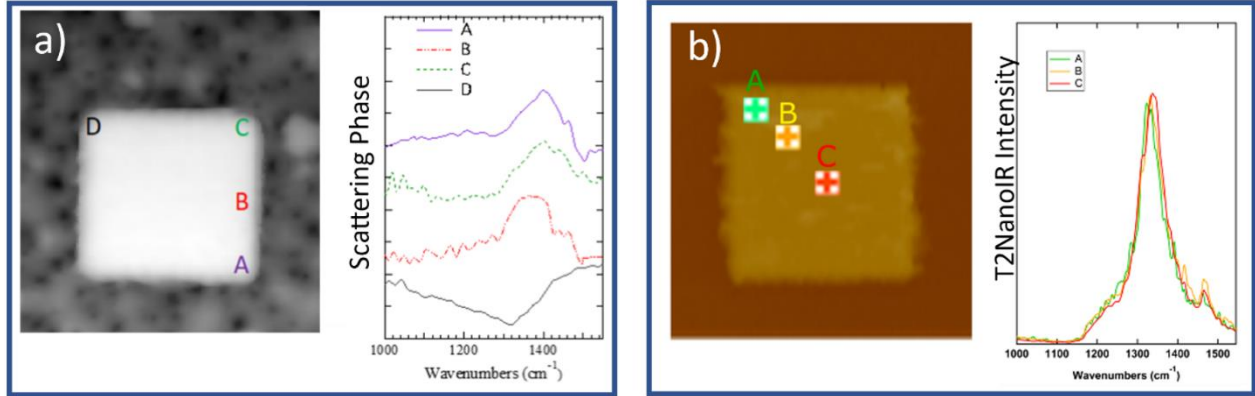 a)
D
C
B
A
Scattering Phase
A
B
C
D
1000
1200
1400
Wavenumbers (cm⁻¹)
b)
A
B
C
T2NanoIR Intensity
A
B
C
1000
1100
1200
1300
1400
1500
Wavenumbers (cm⁻¹)